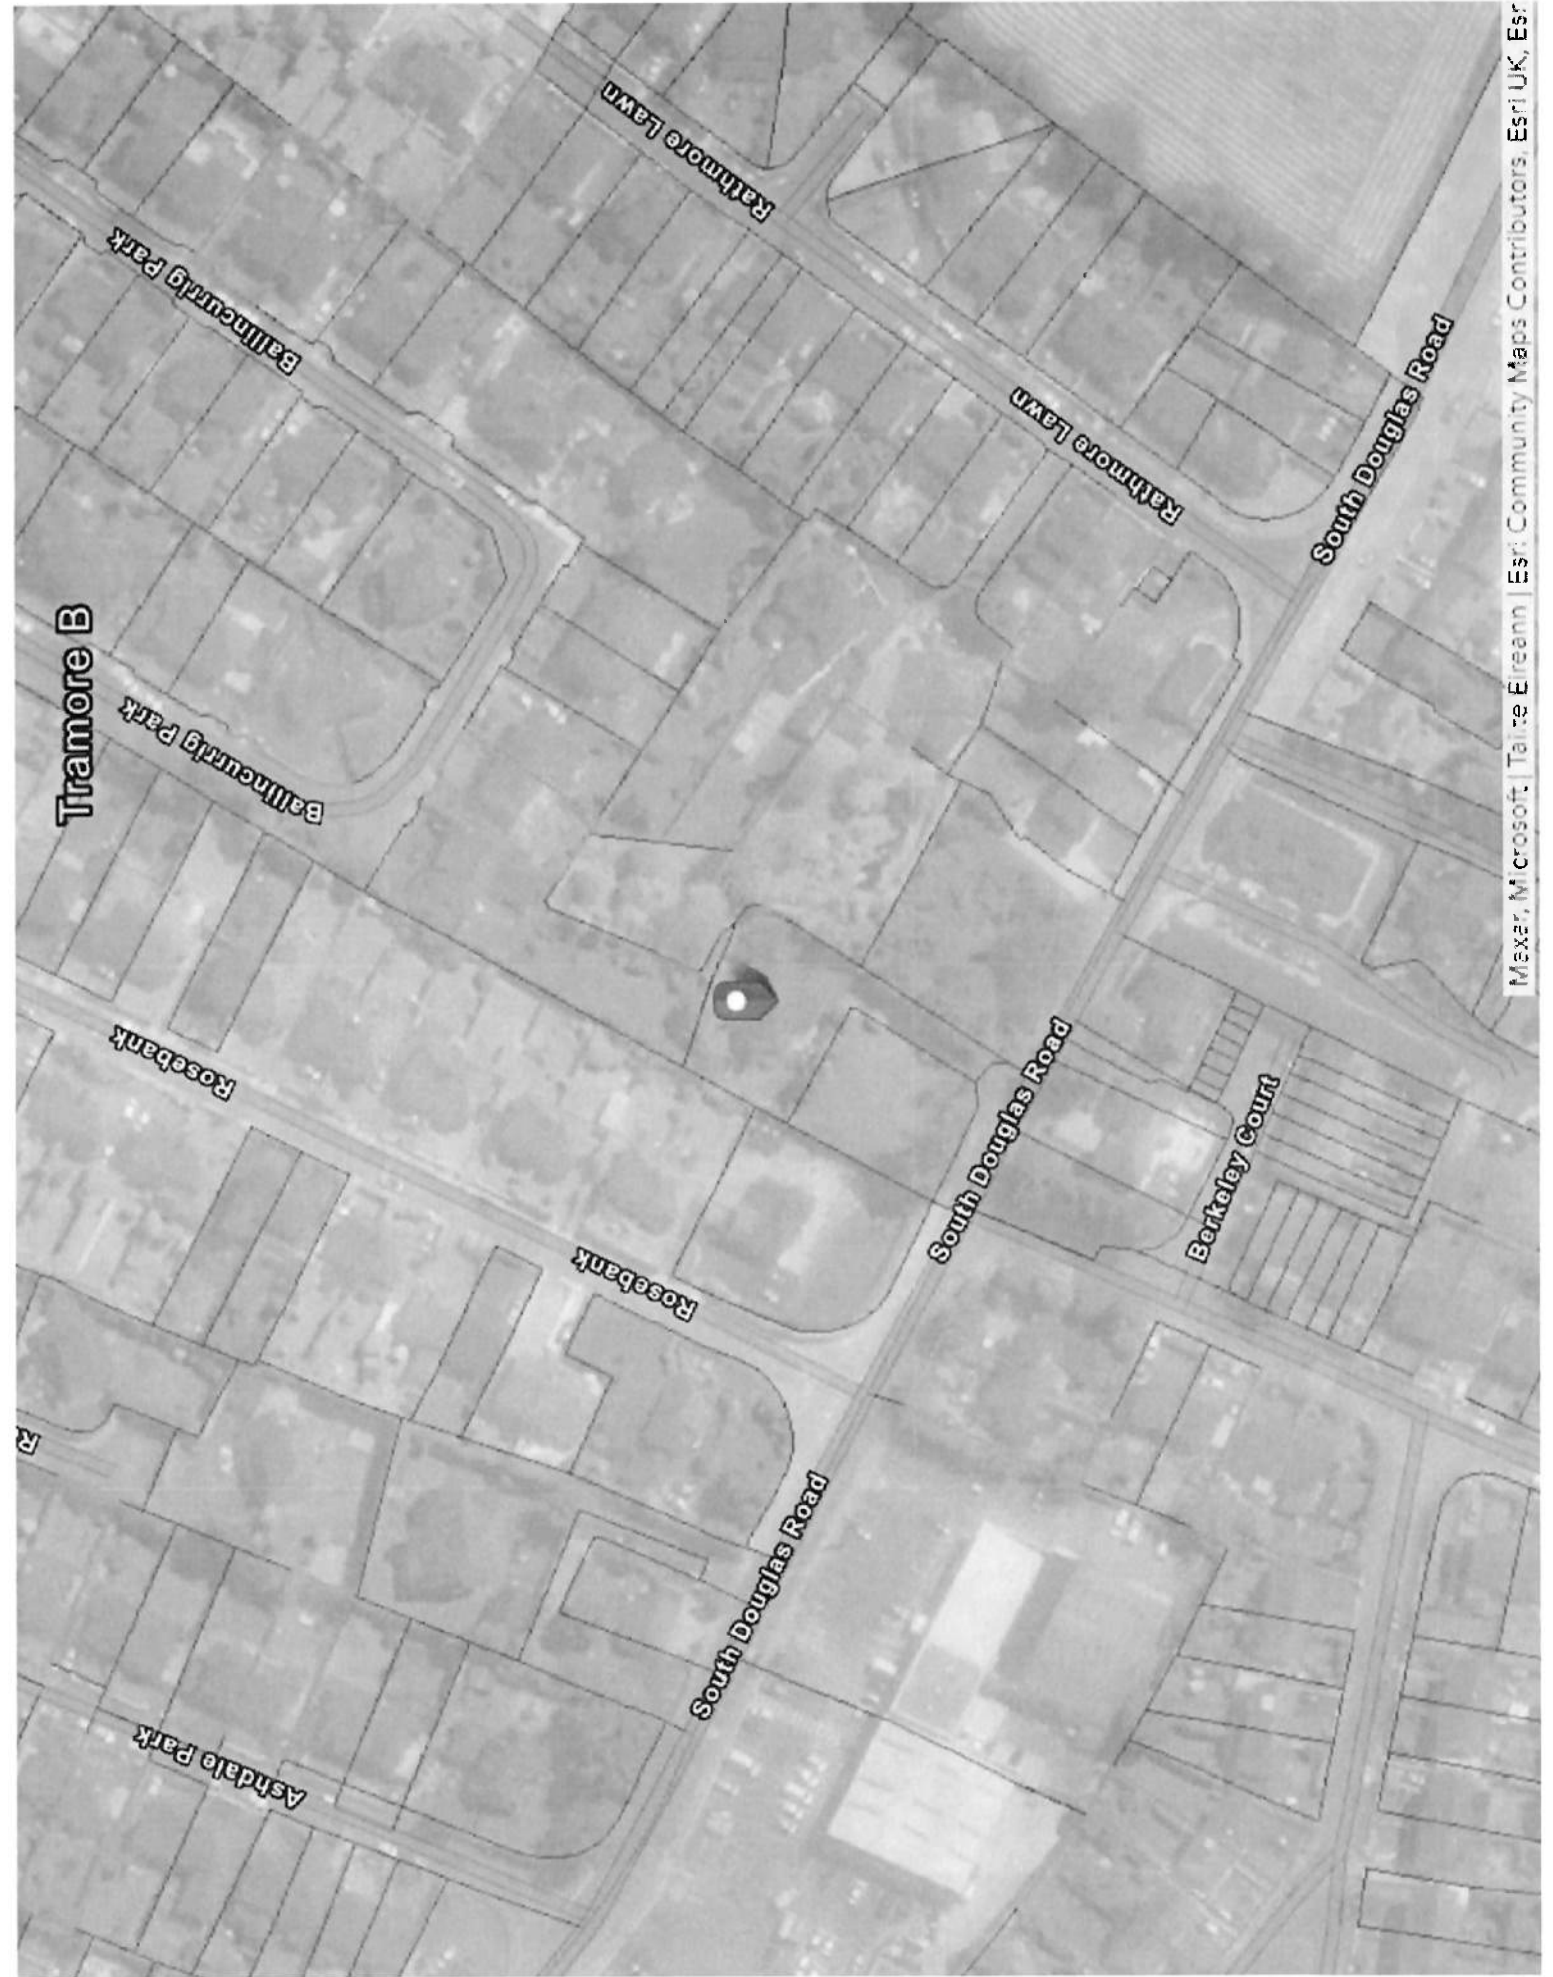 R
Tramore B
Ballincurrig Park
Ballincurrig Park
Rosebank
Ashdale Park
Rosebank
Rathmore Lawn
South Douglas Road
South Douglas Road
Rathmore Lawn
Berkeley Court
South Douglas Road
Maxar, Microsoft | Tailte Éireann | Esri Community Maps Contributors, Esri UK, Esr